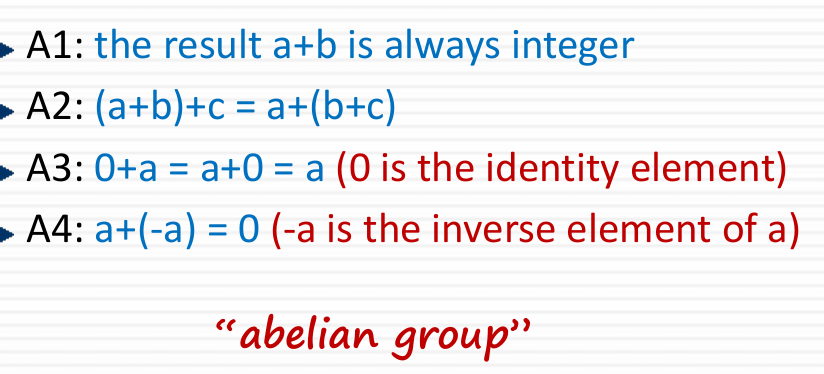 A1: the result a+b is always integer
A2: (a+b)+c = a+(b+c)
A3: 0+a = a+0 = a (0 is the identity element)
A4: a+(-a) = 0 (-a is the inverse element of a)
“abelian group”